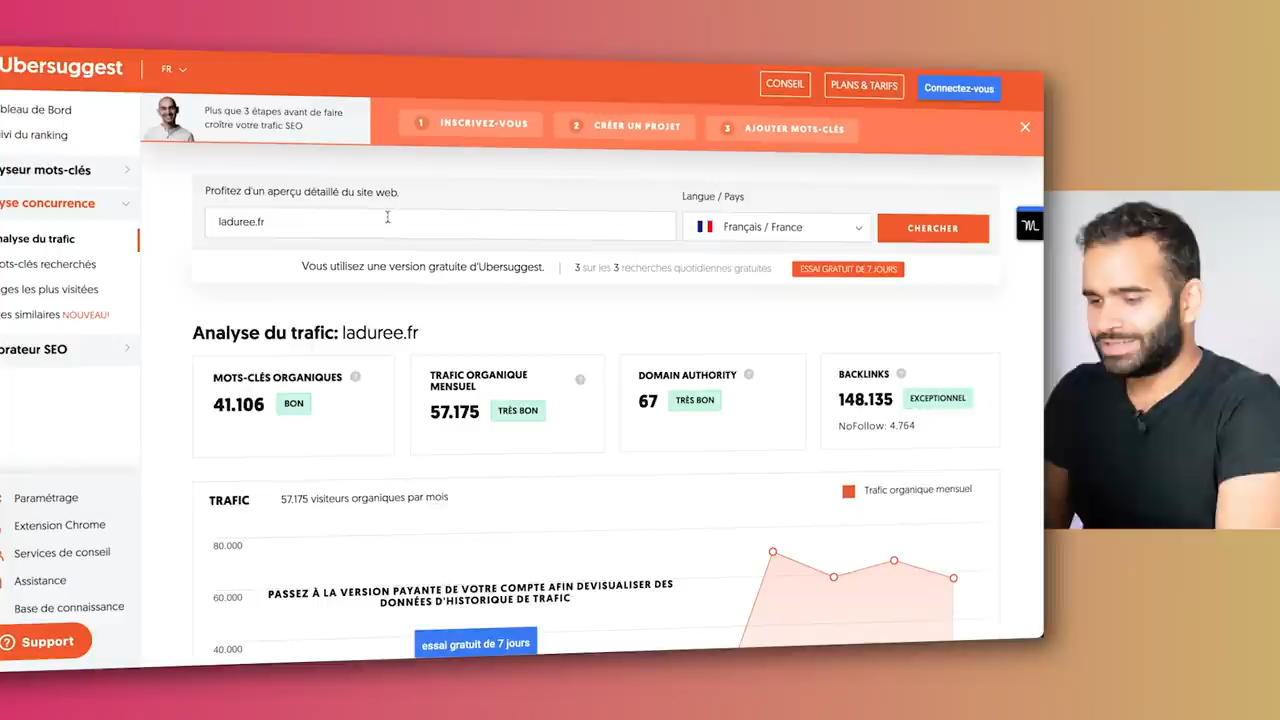 Ubersuggest
FR
CONSEIL
PLANS & TARIFS
Connectez-vous
Plus que 3 étapes avant de faire
croître votre trafic SEO
1 INSCRIVEZ-VOUS
2 CRÉER UN PROJET
3 AJOUTER MOTS-CLÉS
bleau de Bord
ivi du ranking
yseur mots-clés
yse concurrence
nalyse du trafic
ots-clés recherchés
ges les plus visitées
es similaires NOUVEAU!
orateur SEO
Paramétrage
Extension Chrome
Services de conseil
Assistance
Base de connaissance
? Support
Profitez d'un aperçu détaillé du site web.
laduree.fr
Langue / Pays
Français / France
CHERCHER
Vous utilisez une version gratuite d'Ubersuggest.
3 sur les 3 recherches quotidiennes gratuites
ESSAI GRATUIT DE 7 JOURS
Analyse du trafic: laduree.fr
MOTS-CLÉS ORGANIQUES ?
41.106 BON
TRAFIC ORGANIQUE
MENSUEL ?
57.175 TRÈS BON
DOMAIN AUTHORITY ?
67 TRÈS BON
BACKLINKS ?
148.135 EXCEPTIONNEL
NoFollow: 4.764
TRAFIC
57.175 visiteurs organiques par mois
Trafic organique mensuel
80.000
60.000
40.000
PASSEZ À LA VERSION PAYANTE DE VOTRE COMPTE AFIN DEVISUALISER DES
DONNÉES D'HISTORIQUE DE TRAFIC
essai gratuit de 7 jours